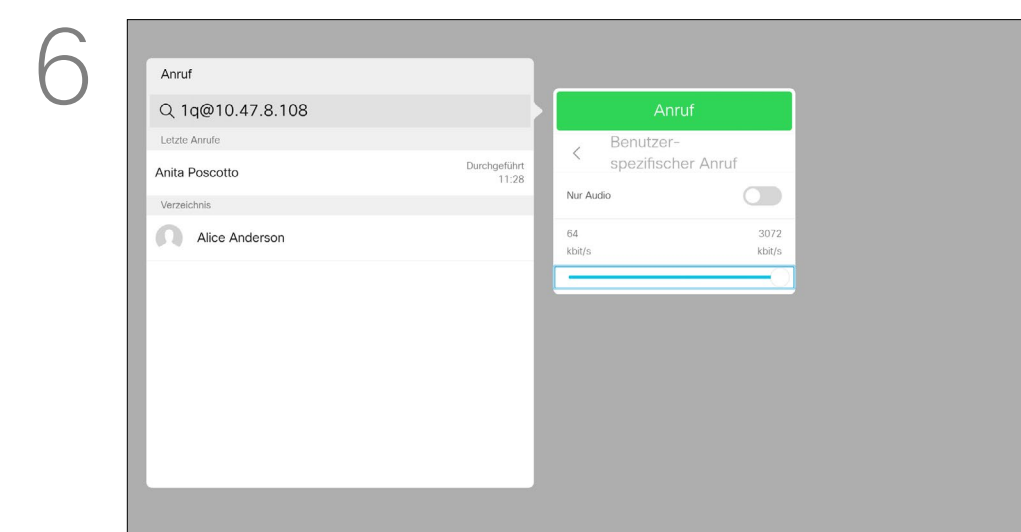 6
Anruf
1q@10.47.8.108
Letzte Anrufe
Anita Poscotto
Durchgeführt
11:28
Verzeichnis
Alice Anderson
Anruf
Benutzer-
spezifischer Anruf
Nur Audio
64
kbit/s
3072
kbit/s